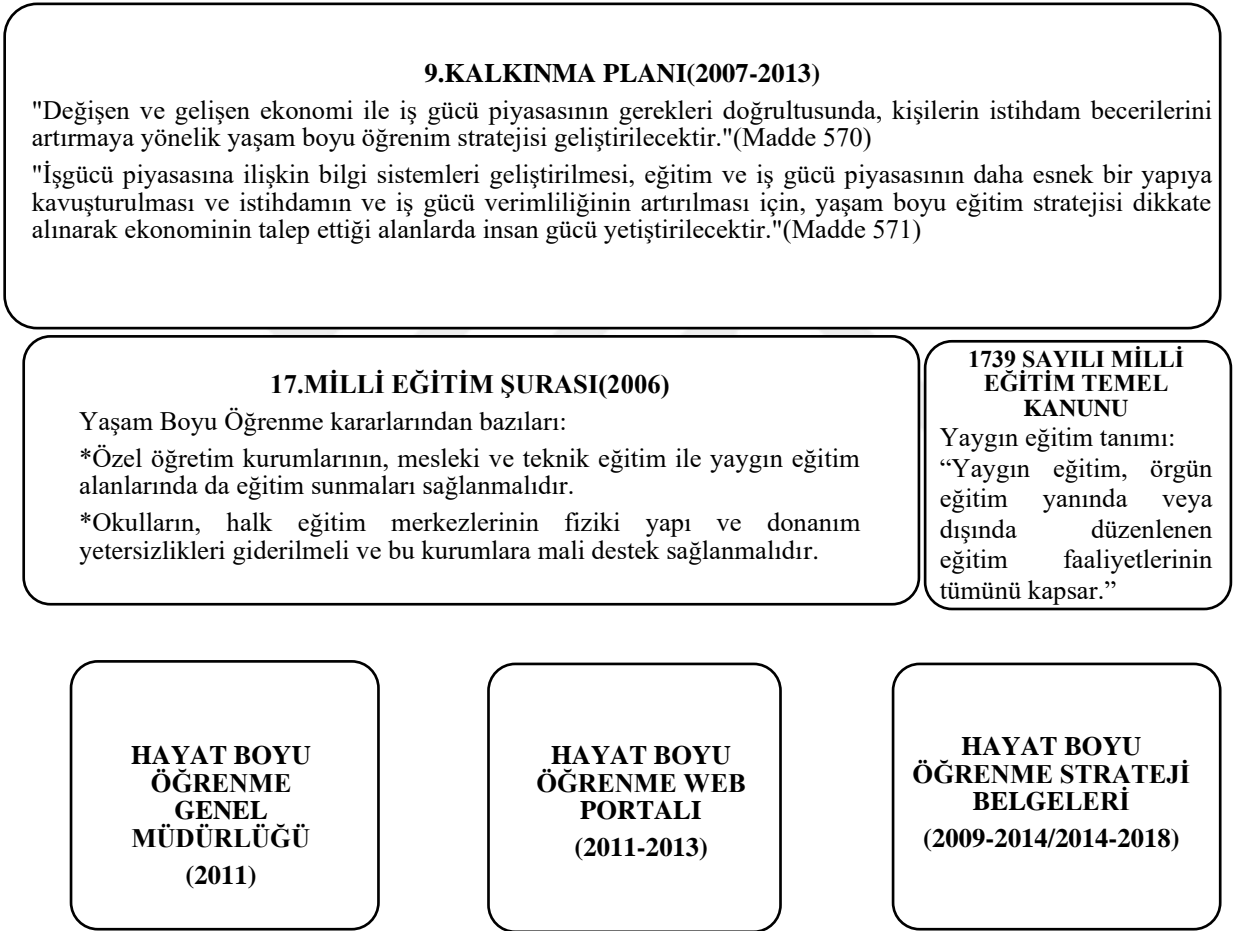 9.KALKINMA PLANI(2007-2013)
"Değişen ve gelişen ekonomi ile iş gücü piyasasının gerekleri doğrultusunda, kişilerin istihdam becerilerini
artırmaya yönelik yaşam boyu öğrenim stratejisi geliştirilecektir."(Madde 570)
"İşgücü piyasasına ilişkin bilgi sistemleri geliştirilmesi, eğitim ve iş gücü piyasasının daha esnek bir yapıya
kavuşturulması ve istihdamın ve iş gücü verimliliğinin artırılması için, yaşam boyu eğitim stratejisi dikkate
alınarak ekonominin talep ettiği alanlarda insan gücü yetiştirilecektir."(Madde 571)
17.MİLLİ EĞİTİM ŞURASI(2006)
Yaşam Boyu Öğrenme kararlarından bazıları:
*Özel öğretim kurumlarının, mesleki ve teknik eğitim ile yaygın eğitim
alanlarında da eğitim sunmaları sağlanmalıdır.
*Okulların, halk eğitim merkezlerinin fiziki yapı ve donanım
yetersizlikleri giderilmeli ve bu kurumlara mali destek sağlanmalıdır.
1739 SAYILI MİLLİ
EĞİTİM TEMEL
KANUNU
Yaygın eğitim tanımı:
“Yaygın eğitim, örgün
eğitim yanında veya
dışında düzenlenen
eğitim faaliyetlerinin
tümünü kapsar.”
HAYAT BOYU
ÖĞRENME
GENEL
MÜDÜRLÜĞÜ
(2011)
HAYAT BOYU
ÖĞRENME WEB
PORTALI
(2011-2013)
HAYAT BOYU
ÖĞRENME STRATEJİ
BELGELERİ
(2009-2014/2014-2018)